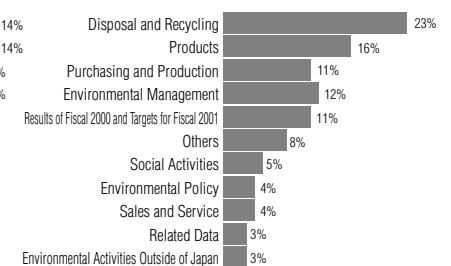 14% Disposal and Recycling 23%
14% Products 16%
% Purchasing and Production 11%
% Environmental Management 12%
Results of Fiscal 2000 and Targets for Fiscal 2001 11%
Others 8%
Social Activities 5%
Environmental Policy 4%
Sales and Service 4%
Related Data 3%
Environmental Activities Outside of Japan 3%